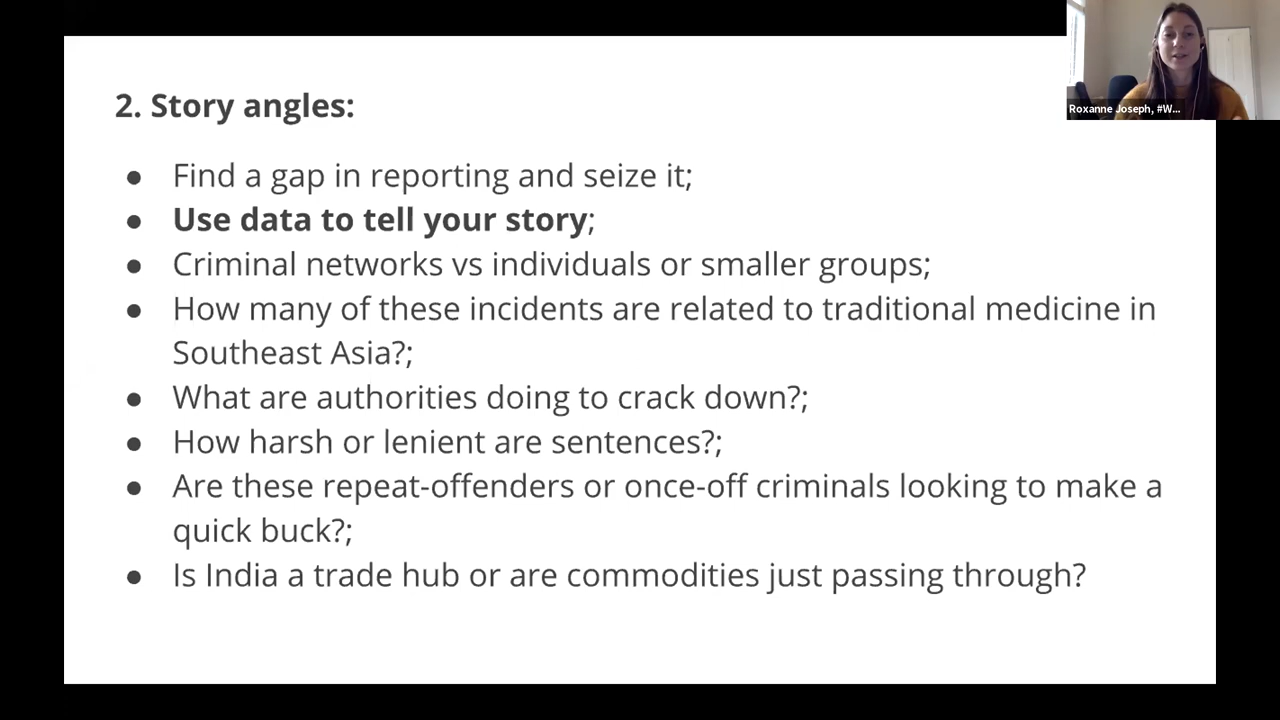 Roxanne Joseph, #W...
2. Story angles:
● Find a gap in reporting and seize it;
● Use data to tell your story;
● Criminal networks vs individuals or smaller groups;
● How many of these incidents are related to traditional medicine in
Southeast Asia?;
● What are authorities doing to crack down?;
● How harsh or lenient are sentences?;
● Are these repeat-offenders or once-off criminals looking to make a
quick buck?;
● Is India a trade hub or are commodities just passing through?